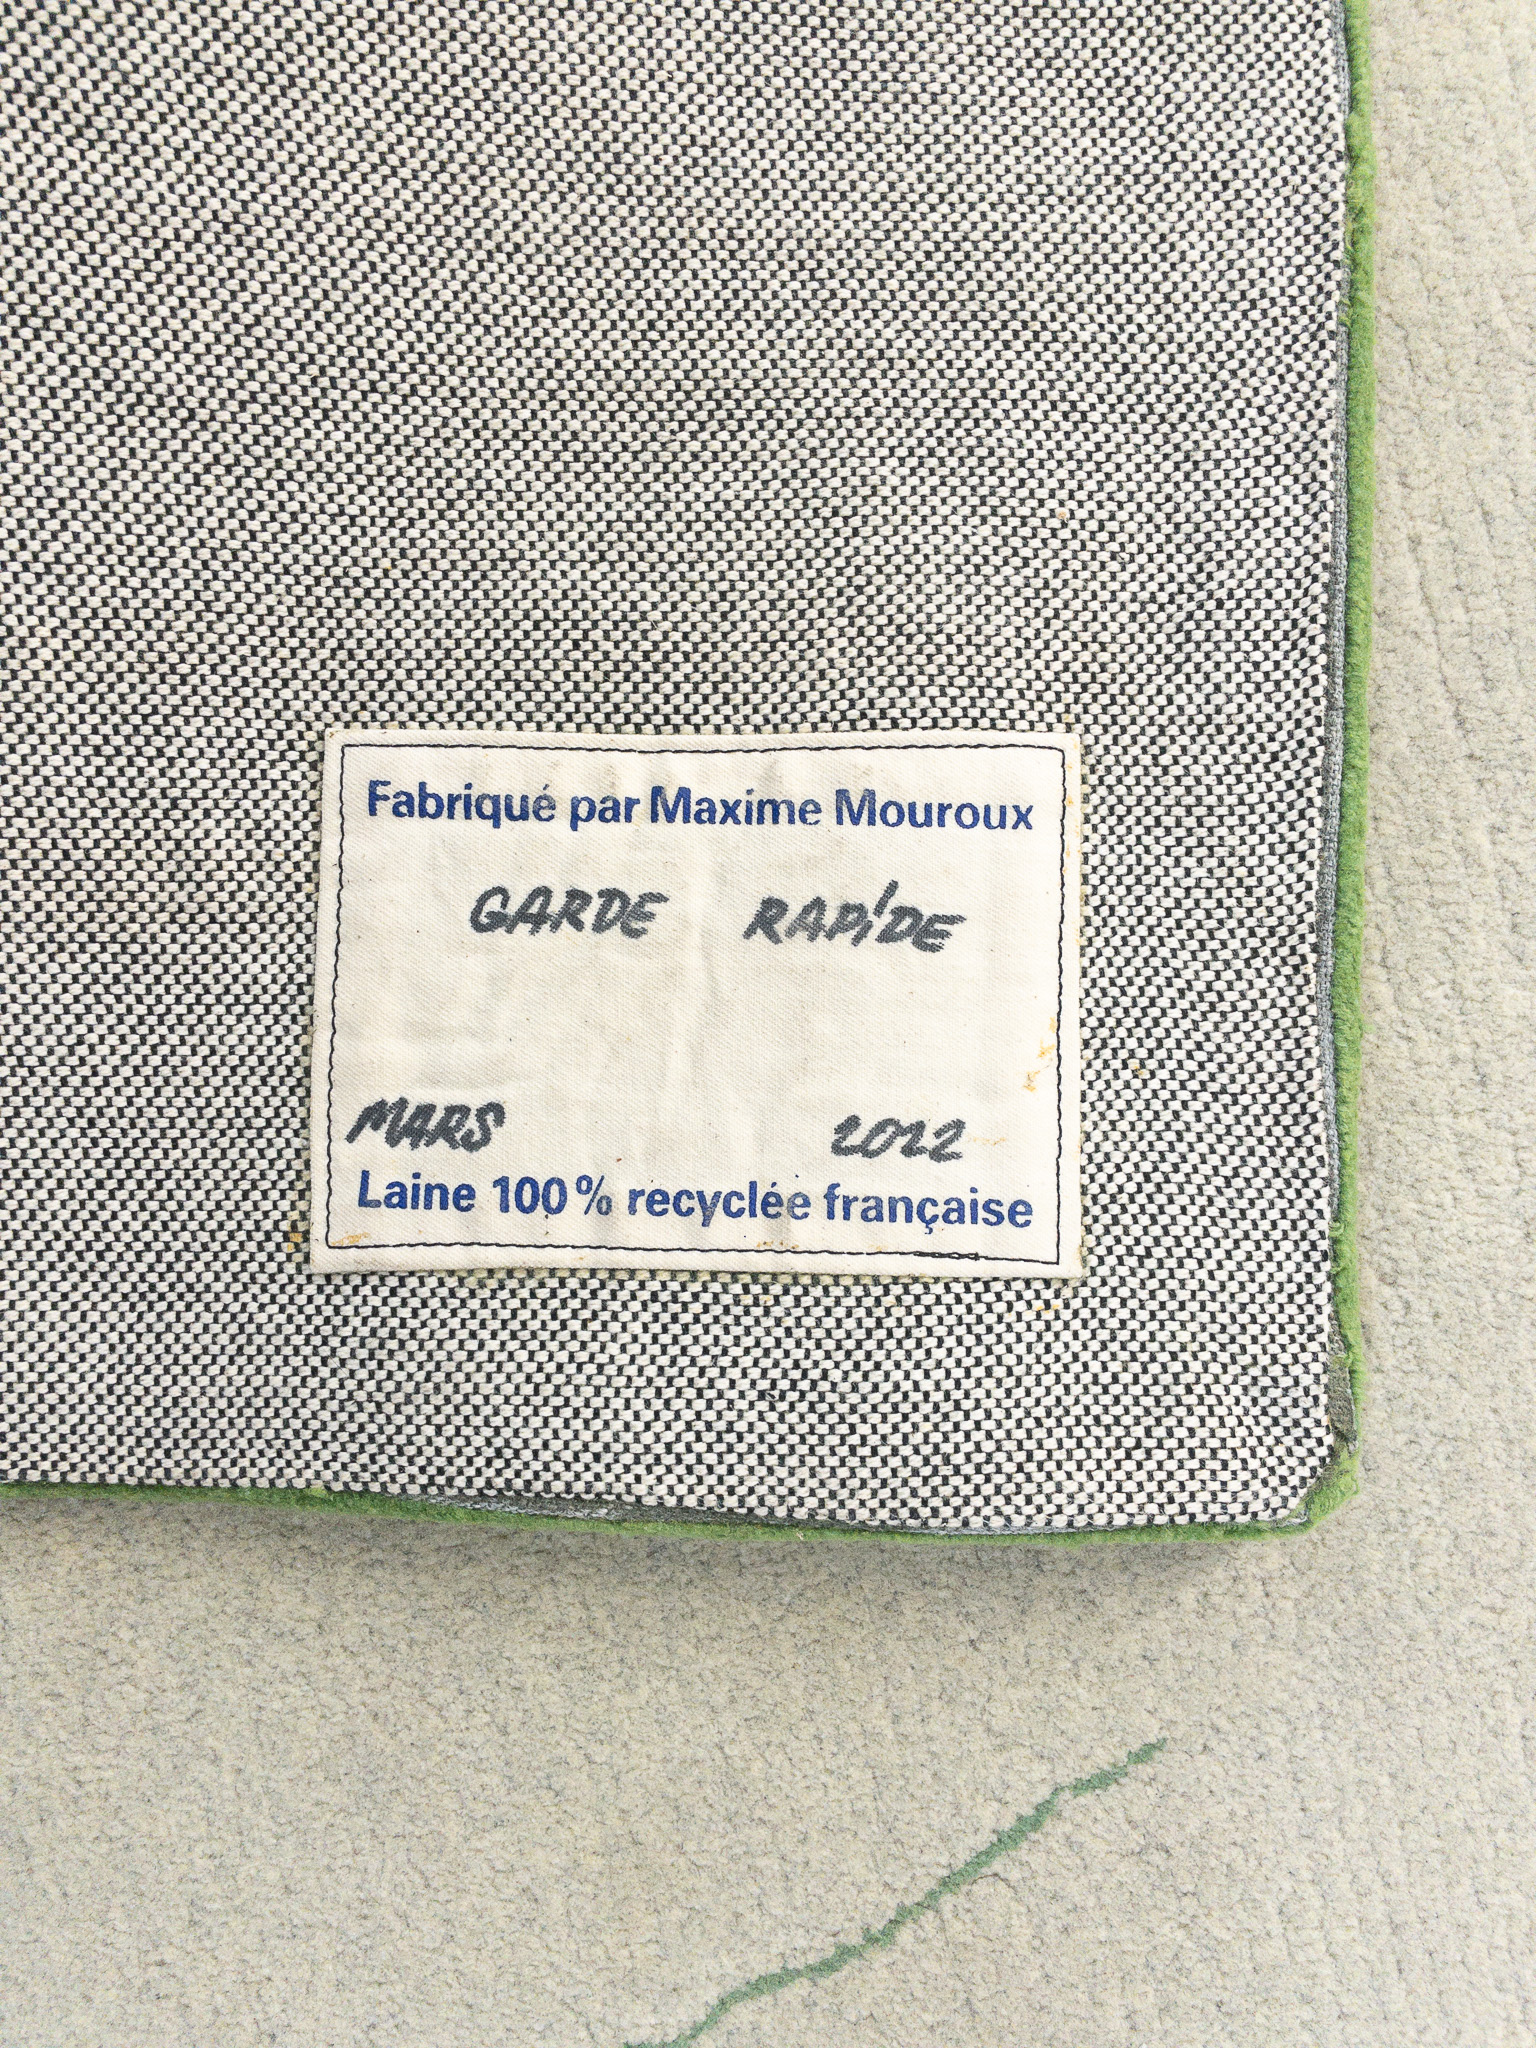 Fabriqué par Maxime Mouroux
GARDE RAPIDE
MARS 2022
Laine 100% recyclée française